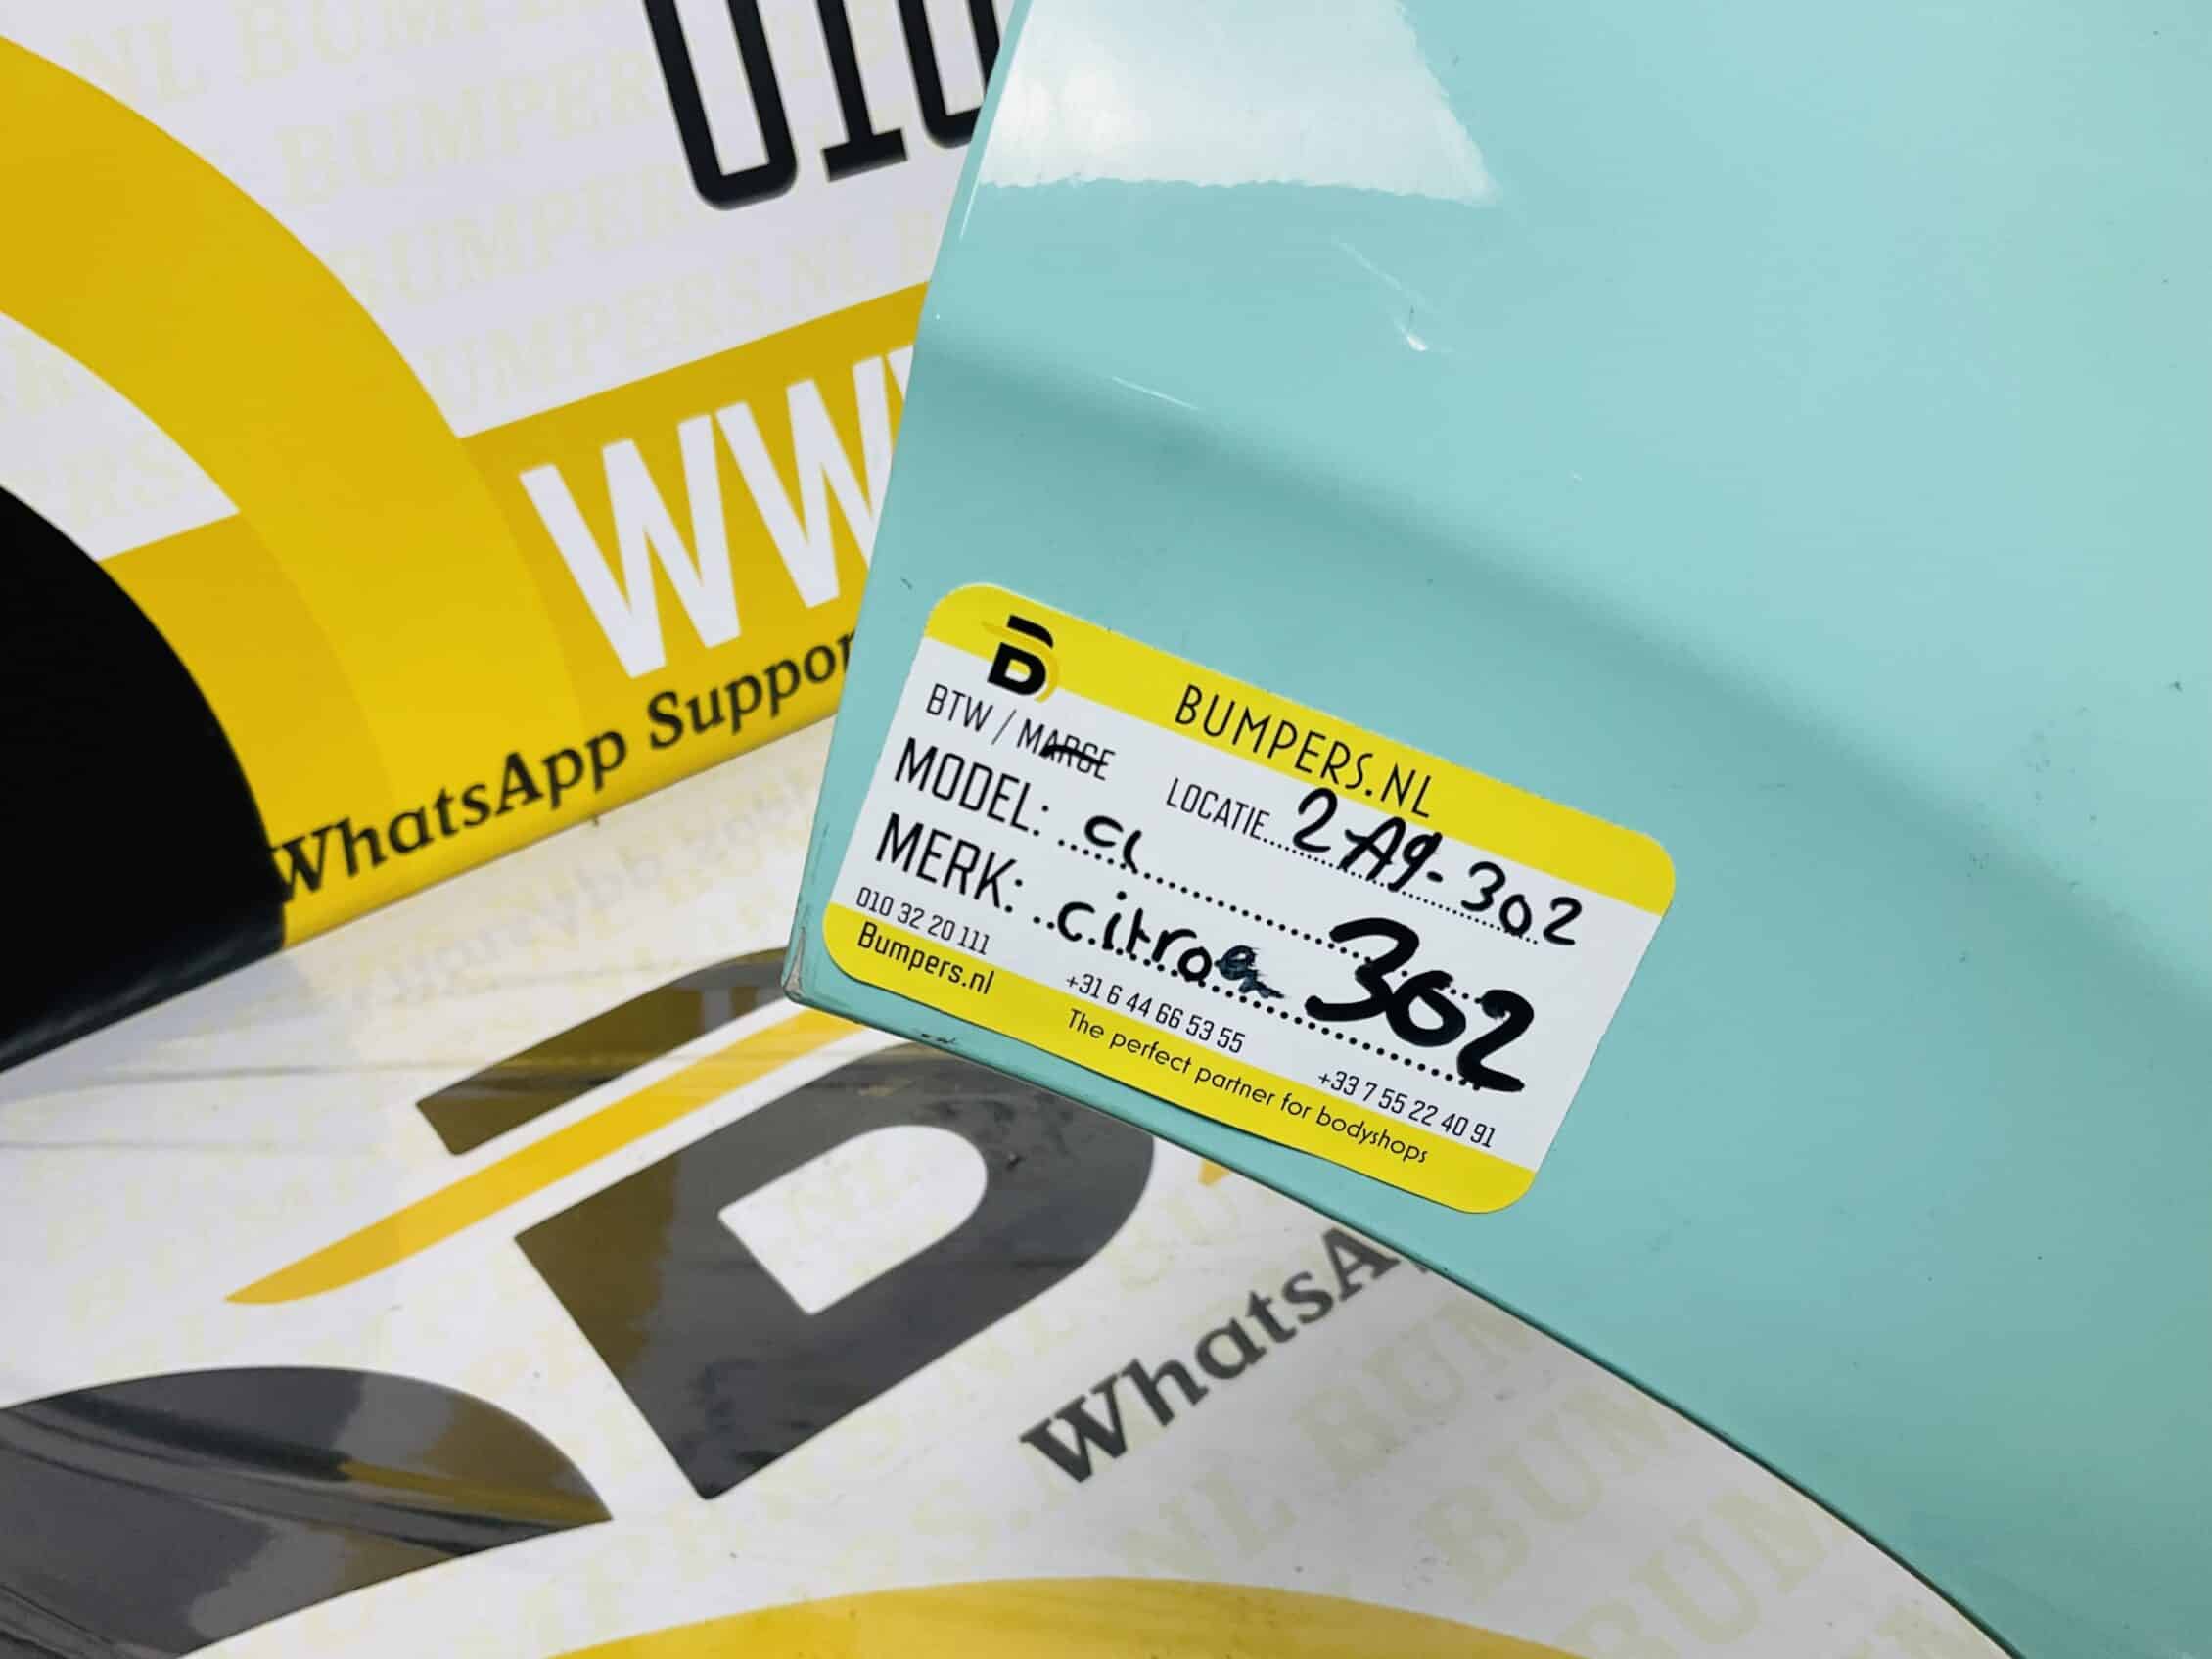 010
WW
WhatsApp Suppor
B
BUMPERS.NL
BTW / MARGE
LOCATIE 2-A9-302
MODEL: C1
MERK: citroen 302
010 32 20 111
+31 6 44 66 53 55
+33 7 55 22 40 91
Bumpers.nl
The perfect partner for bodyshops
WhatsA